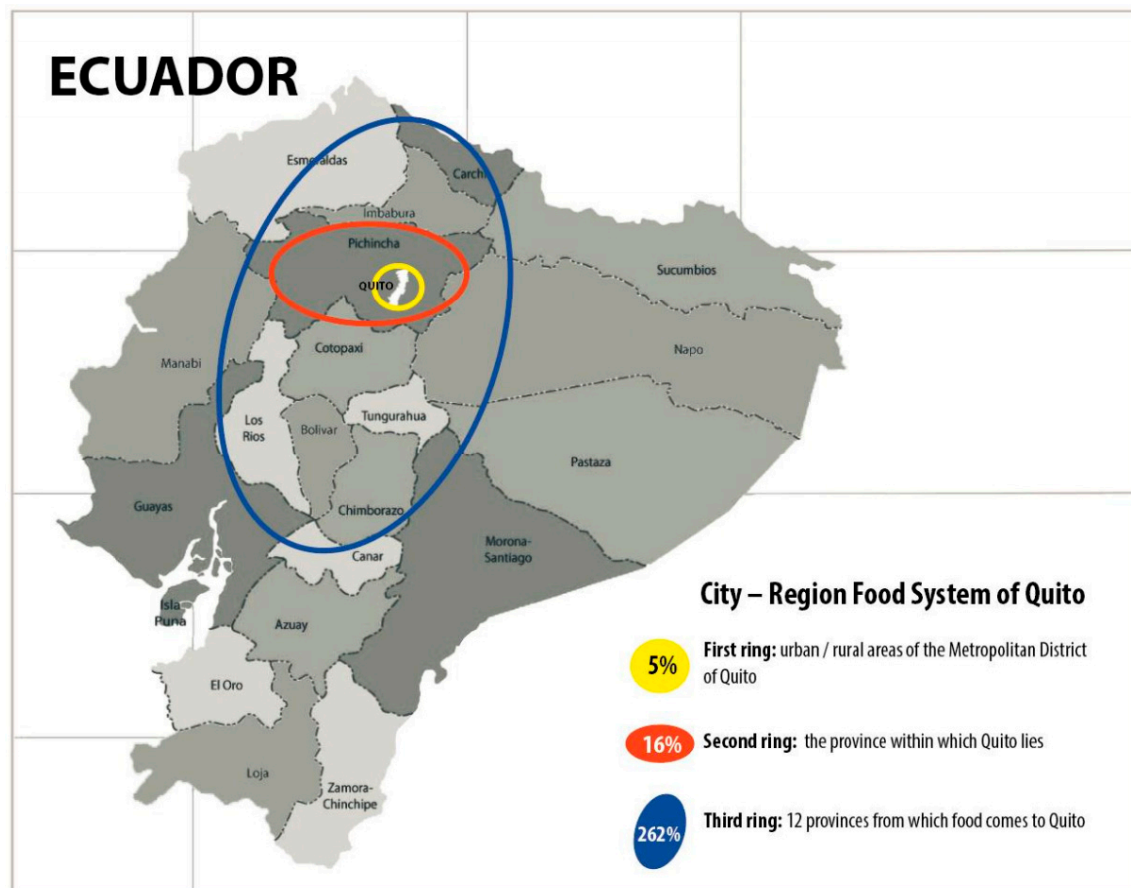 ECUADOR
Esmeraldas
Carchi
Imbabura
Pichincha
Sucumbios
QUITO
Napo
Cotopaxi
Manabi
Tungurahua
Los
Rios
Bolivar
Pastaza
Guayas
Chimborazo
Morona-
Santiago
Canar
Isla
Puna
Azuay
El Oro
Loja
Zamora-
Chinchipe
City – Region Food System of Quito
5%
First ring: urban / rural areas of the Metropolitan District
of Quito
16%
Second ring: the province within which Quito lies
262%
Third ring: 12 provinces from which food comes to Quito